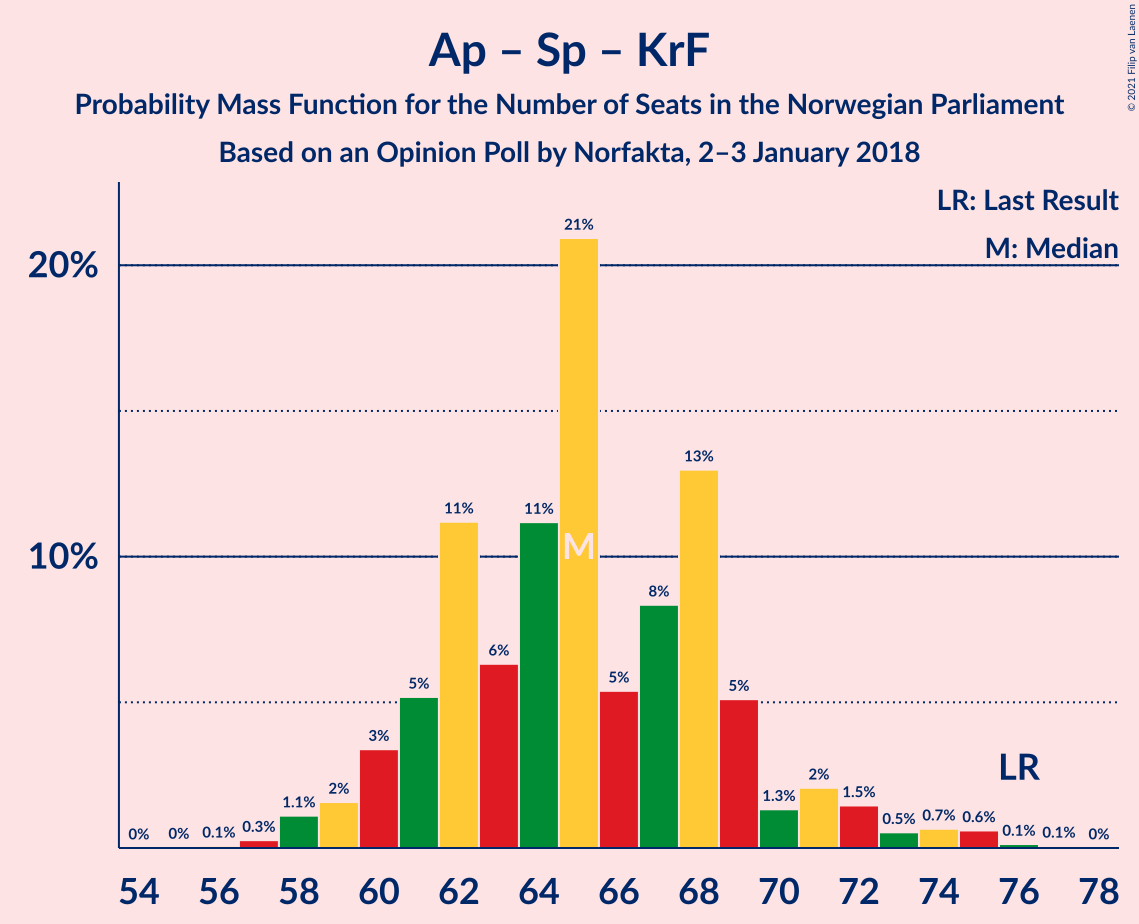 Ap – Sp – KrF
Probability Mass Function for the Number of Seats in the Norwegian Parliament
Based on an Opinion Poll by Norfakta, 2–3 January 2018
© 2021 Filip van Laenen
LR: Last Result
M: Median
20%
10%
0% 0% 0.1% 0.3% 1.1% 2% 3% 5% 11% 6% 11% 21% 5% 8% 13% 5% 1.3% 2% 1.5% 0.5% 0.7% 0.6% 0.1% 0.1% 0%
M
LR
54 56 58 60 62 64 66 68 70 72 74 76 78